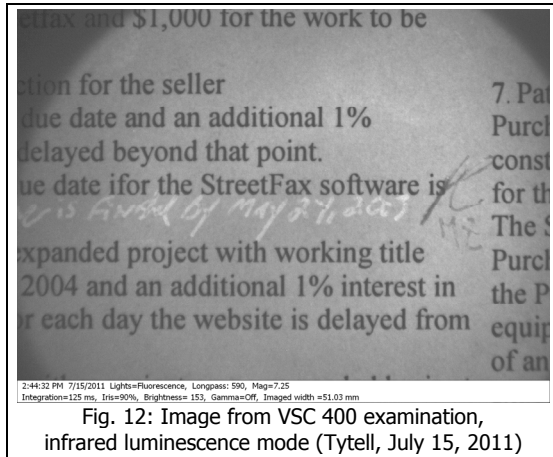 etfax and $1,000 for the work to be
ction for the seller
due date and an additional 1%
delayed beyond that point.
ue date ifor the StreetFax software is
is By May 24, 2003
MZ
xpanded project with working title
2004 and an additional 1% interest in
r each day the website is delayed from
7. Pat
Purch
const
for th
The S
Purch
the P
equip
of an
2:44:32 PM 7/15/2011 Lights=Fluorescence, Longpass: 590, Mag=7.25
Integration=125 ms, Iris=90%, Brightness= 153, Gamma=Off, Imaged width =51.03 mm
Fig. 12: Image from VSC 400 examination,
infrared luminescence mode (Tytell, July 15, 2011)